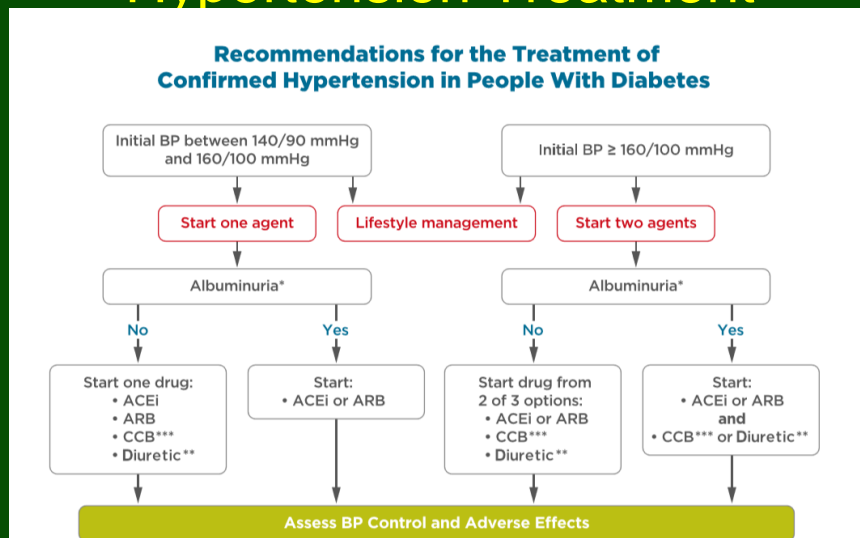 Hypertension Treatment
Recommendations for the Treatment of
Confirmed Hypertension in People With Diabetes
Initial BP between 140/90 mmHg
and 160/100 mmHg
Initial BP ≥ 160/100 mmHg
Start one agent
Lifestyle management
Start two agents
Albuminuria*
Albuminuria*
No
Yes
No
Yes
Start one drug:
• ACEi
• ARB
• CCB***
• Diuretic**
Start:
• ACEi or ARB
Start drug from
2 of 3 options:
• ACEi or ARB
• CCB***
• Diuretic**
Start:
• ACEi or ARB
and
• CCB*** or Diuretic**
Assess BP Control and Adverse Effects